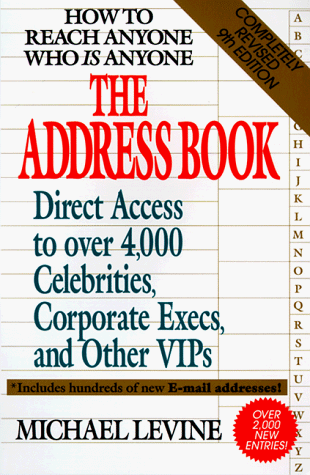 HOW TO
REACH ANYONE
WHO IS ANYONE
COMPLETELY
REVISED
9th EDITION
THE
ADDRESS BOOK
Direct Access
to over 4,000
Celebrities,
Corporate Execs,
and Other VIPs
*Includes hundreds of new E-mail addresses!
OVER
2,000
NEW
ENTRIES!
MICHAEL LEVINE
A
B
C
G
H
I
J
K
L
M
N
O
P
Q
R
S
T
U
V
W
X
Y
Z